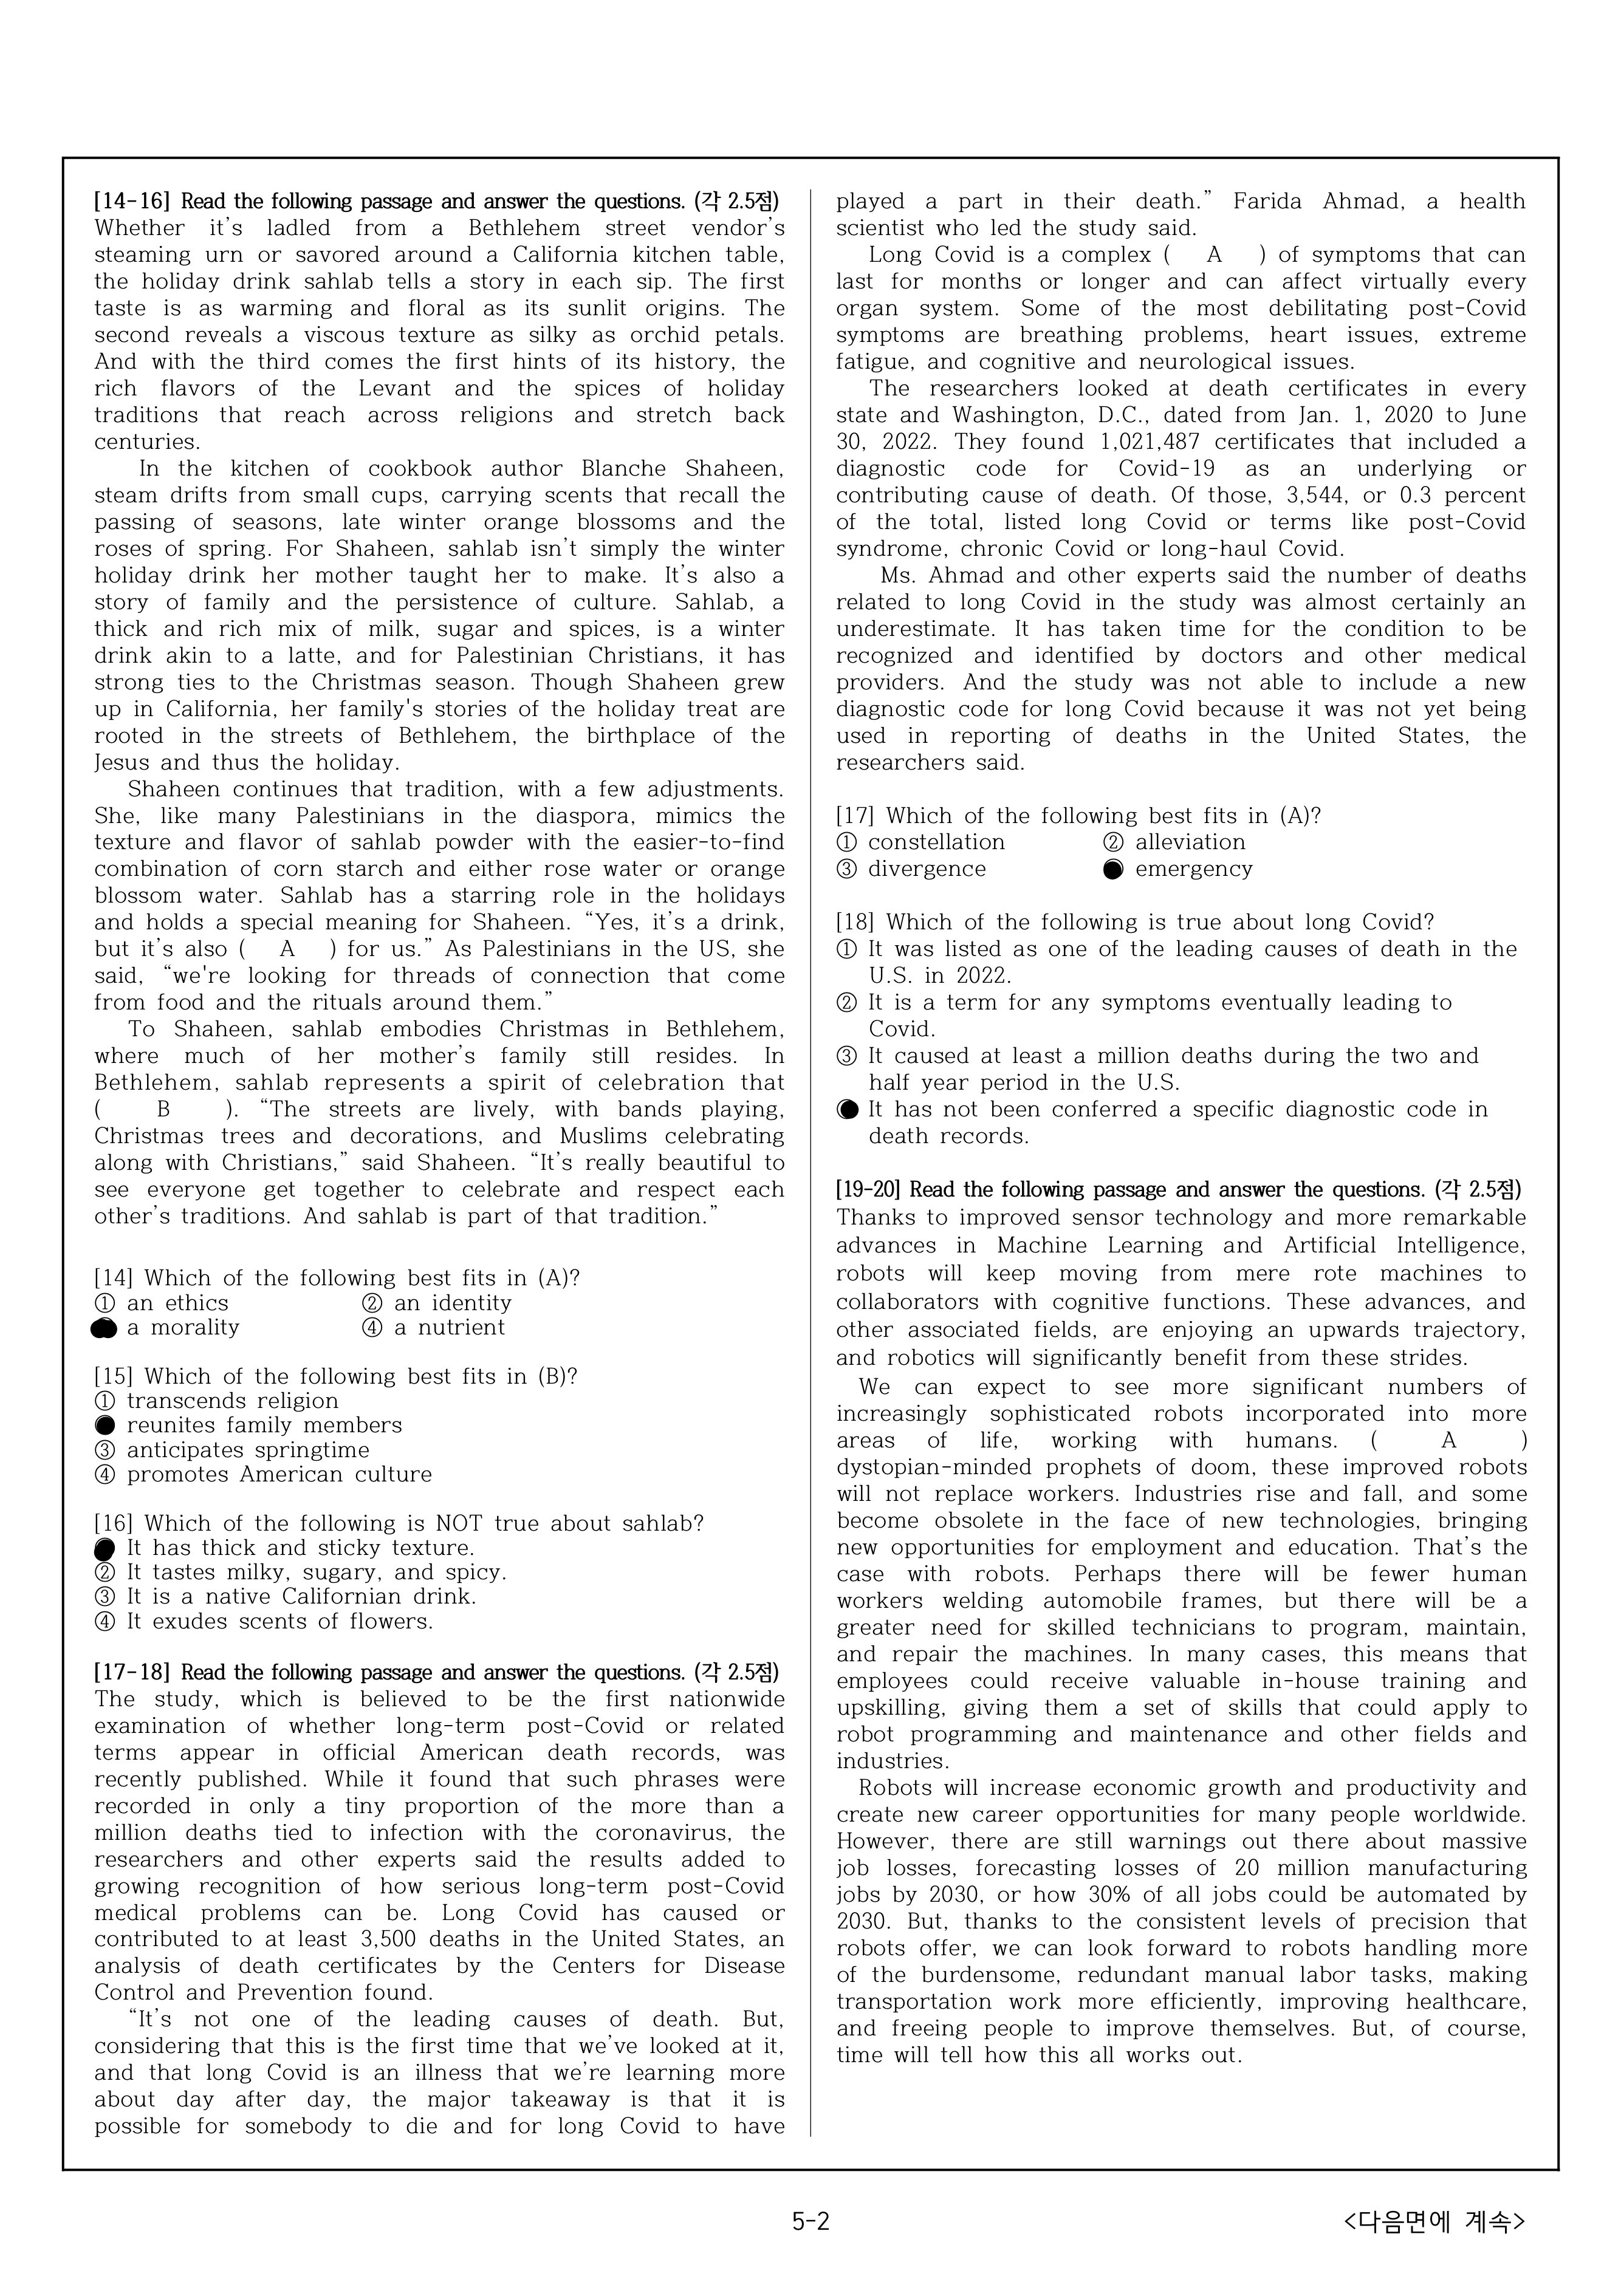 [14-16] Read the following passage and answer the questions. (각 2.5점)
Whether it's ladled from a Bethlehem street vendor's
steaming urn or savored around a California kitchen table,
the holiday drink sahlab tells a story in each sip. The first
taste is as warming and floral as its sunlit origins. The
second reveals a viscous texture as silky as orchid petals.
And with the third comes the first hints of its history, the
rich flavors of the Levant and the spices of holiday
traditions that reach across religions and stretch back
centuries.
In the kitchen of cookbook author Blanche Shaheen,
steam drifts from small cups, carrying scents that recall the
passing of seasons, late winter orange blossoms and the
roses of spring. For Shaheen, sahlab isn't simply the winter
holiday drink her mother taught her to make. It's also a
story of family and the persistence of culture. Sahlab, a
thick and rich mix of milk, sugar and spices, is a winter
drink akin to a latte, and for Palestinian Christians, it has
strong ties to the Christmas season. Though Shaheen grew
up in California, her family's stories of the holiday treat are
rooted in the streets of Bethlehem, the birthplace of the
Jesus and thus the holiday.
Shaheen continues that tradition, with a few adjustments.
She, like many Palestinians in the diaspora, mimics the
texture and flavor of sahlab powder with the easier-to-find
combination of corn starch and either rose water or orange
blossom water. Sahlab has a starring role in the holidays
and holds a special meaning for Shaheen. “Yes, it's a drink,
but it's also ( A ) for us.” As Palestinians in the US, she
said, “we're looking for threads of connection that come
from food and the rituals around them.”
To Shaheen, sahlab embodies Christmas in Bethlehem,
where much of her mother's family still resides. In
Bethlehem, sahlab represents a spirit of celebration that
( B ). “The streets are lively, with bands playing,
Christmas trees and decorations, and Muslims celebrating
along with Christians,” said Shaheen. “It's really beautiful to
see everyone get together to celebrate and respect each
other's traditions. And sahlab is part of that tradition.”
[14] Which of the following best fits in (A)?
① an ethics ② an identity
a morality ④ a nutrient
[15] Which of the following best fits in (B)?
① transcends religion
reunites family members
③ anticipates springtime
④ promotes American culture
[16] Which of the following is NOT true about sahlab?
It has thick and sticky texture.
② It tastes milky, sugary, and spicy.
③ It is a native Californian drink.
④ It exudes scents of flowers.
[17-18] Read the following passage and answer the questions. (각 2.5점)
The study, which is believed to be the first nationwide
examination of whether long-term post-Covid or related
terms appear in official American death records, was
recently published. While it found that such phrases were
recorded in only a tiny proportion of the more than a
million deaths tied to infection with the coronavirus, the
researchers and other experts said the results added to
growing recognition of how serious long-term post-Covid
medical problems can be. Long Covid has caused or
contributed to at least 3,500 deaths in the United States, an
analysis of death certificates by the Centers for Disease
Control and Prevention found.
“It's not one of the leading causes of death. But,
considering that this is the first time that we've looked at it,
and that long Covid is an illness that we're learning more
about day after day, the major takeaway is that it is
possible for somebody to die and for long Covid to have
played a part in their death.” Farida Ahmad, a health
scientist who led the study said.
Long Covid is a complex ( A ) of symptoms that can
last for months or longer and can affect virtually every
organ system. Some of the most debilitating post-Covid
symptoms are breathing problems, heart issues, extreme
fatigue, and cognitive and neurological issues.
The researchers looked at death certificates in every
state and Washington, D.C., dated from Jan. 1, 2020 to June
30, 2022. They found 1,021,487 certificates that included a
diagnostic code for Covid-19 as an underlying or
contributing cause of death. Of those, 3,544, or 0.3 percent
of the total, listed long Covid or terms like post-Covid
syndrome, chronic Covid or long-haul Covid.
Ms. Ahmad and other experts said the number of deaths
related to long Covid in the study was almost certainly an
underestimate. It has taken time for the condition to be
recognized and identified by doctors and other medical
providers. And the study was not able to include a new
diagnostic code for long Covid because it was not yet being
used in reporting of deaths in the United States, the
researchers said.
[17] Which of the following best fits in (A)?
① constellation ② alleviation
③ divergence emergency
[18] Which of the following is true about long Covid?
① It was listed as one of the leading causes of death in the
U.S. in 2022.
② It is a term for any symptoms eventually leading to
Covid.
③ It caused at least a million deaths during the two and
half year period in the U.S.
It has not been conferred a specific diagnostic code in
death records.
[19-20] Read the following passage and answer the questions. (각 2.5점)
Thanks to improved sensor technology and more remarkable
advances in Machine Learning and Artificial Intelligence,
robots will keep moving from mere rote machines to
collaborators with cognitive functions. These advances, and
other associated fields, are enjoying an upwards trajectory,
and robotics will significantly benefit from these strides.
We can expect to see more significant numbers of
increasingly sophisticated robots incorporated into more
areas of life, working with humans. ( A )
dystopian-minded prophets of doom, these improved robots
will not replace workers. Industries rise and fall, and some
become obsolete in the face of new technologies, bringing
new opportunities for employment and education. That's the
case with robots. Perhaps there will be fewer human
workers welding automobile frames, but there will be a
greater need for skilled technicians to program, maintain,
and repair the machines. In many cases, this means that
employees could receive valuable in-house training and
upskilling, giving them a set of skills that could apply to
robot programming and maintenance and other fields and
industries.
Robots will increase economic growth and productivity and
create new career opportunities for many people worldwide.
However, there are still warnings out there about massive
job losses, forecasting losses of 20 million manufacturing
jobs by 2030, or how 30% of all jobs could be automated by
2030. But, thanks to the consistent levels of precision that
robots offer, we can look forward to robots handling more
of the burdensome, redundant manual labor tasks, making
transportation work more efficiently, improving healthcare,
and freeing people to improve themselves. But, of course,
time will tell how this all works out.
5-2
<다음면에 계속>